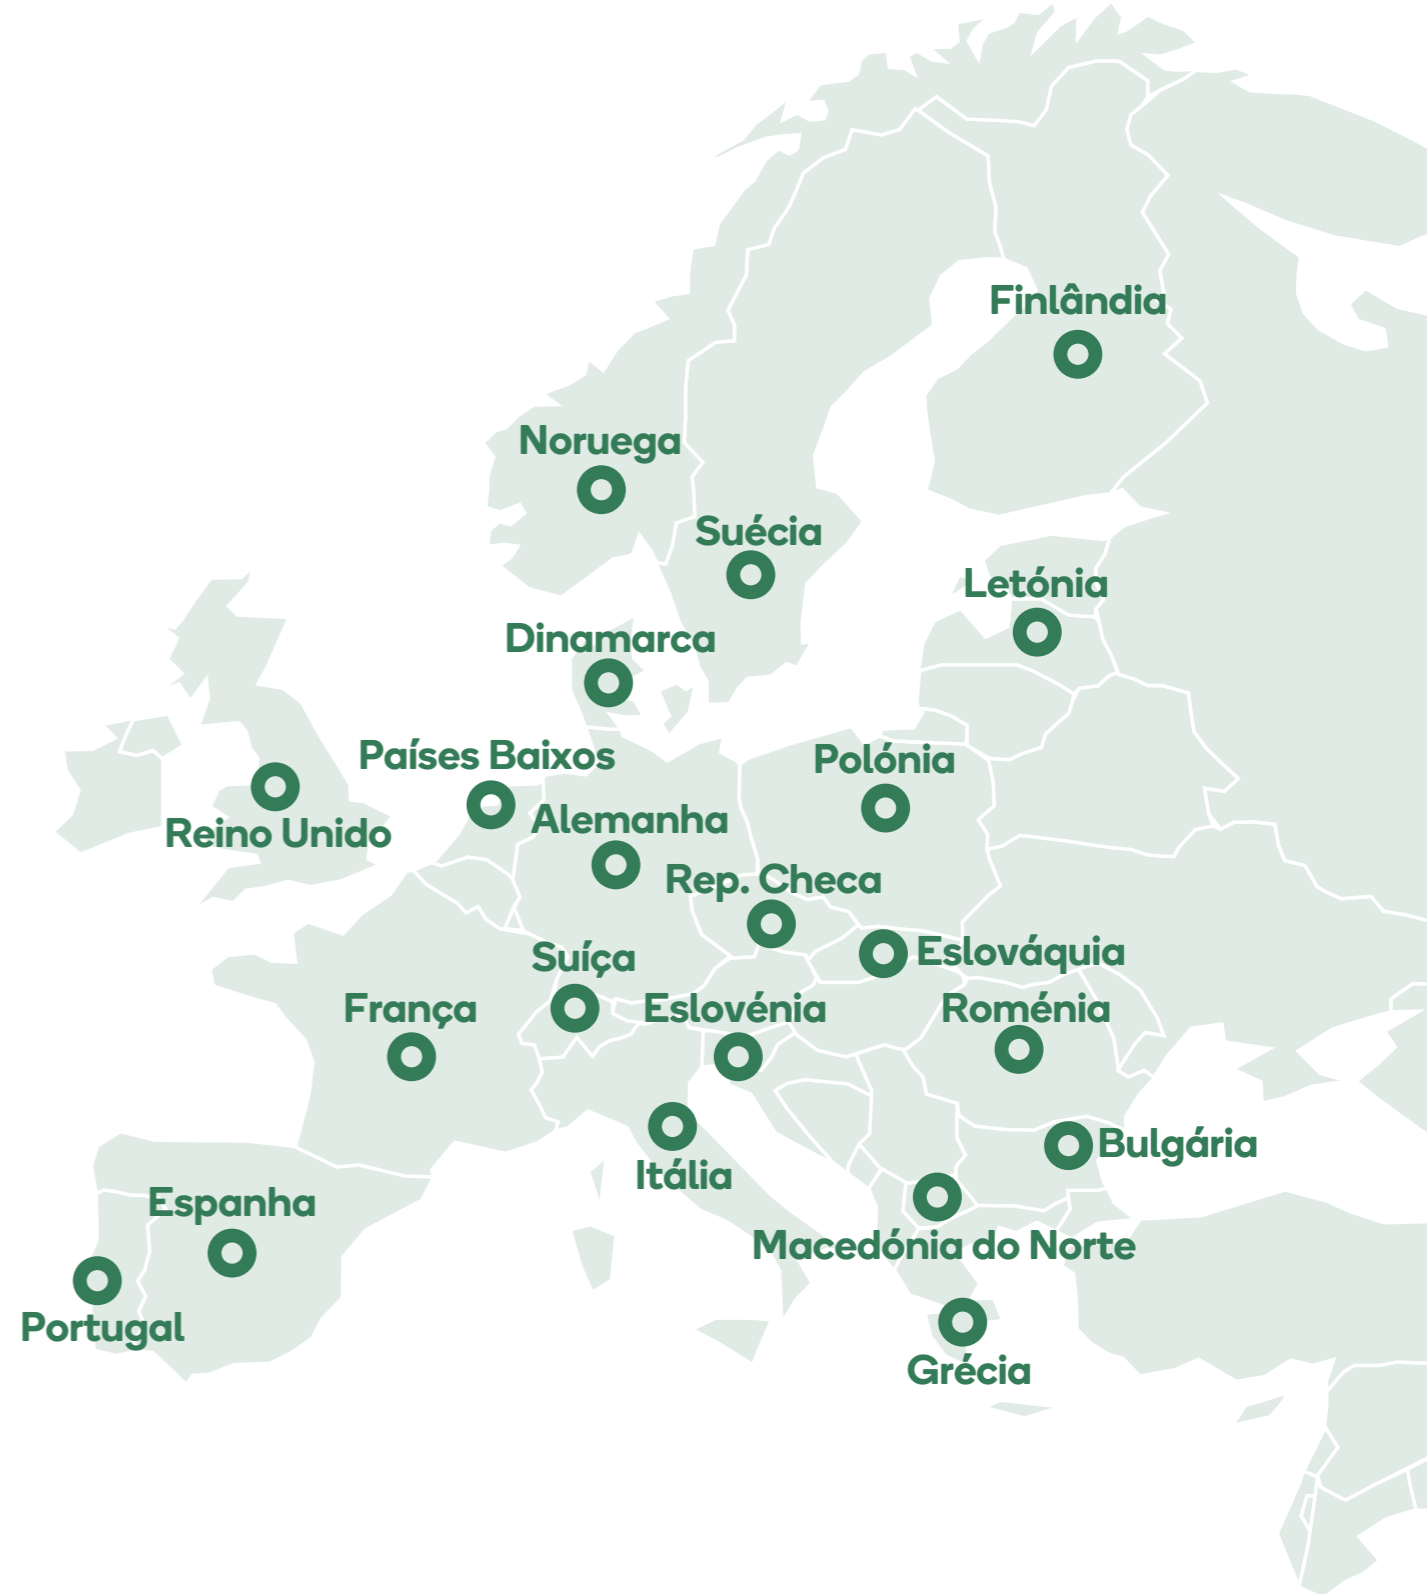 Finlândia
Noruega
Suécia
Letónia
Dinamarca
Países Baixos
Polónia
Alemanha
Reino Unido
Rep. Checa
Eslováquia
Suíça
França
Eslovénia
Roménia
Bulgária
Itália
Espanha
Macedónia do Norte
Portugal
Grécia